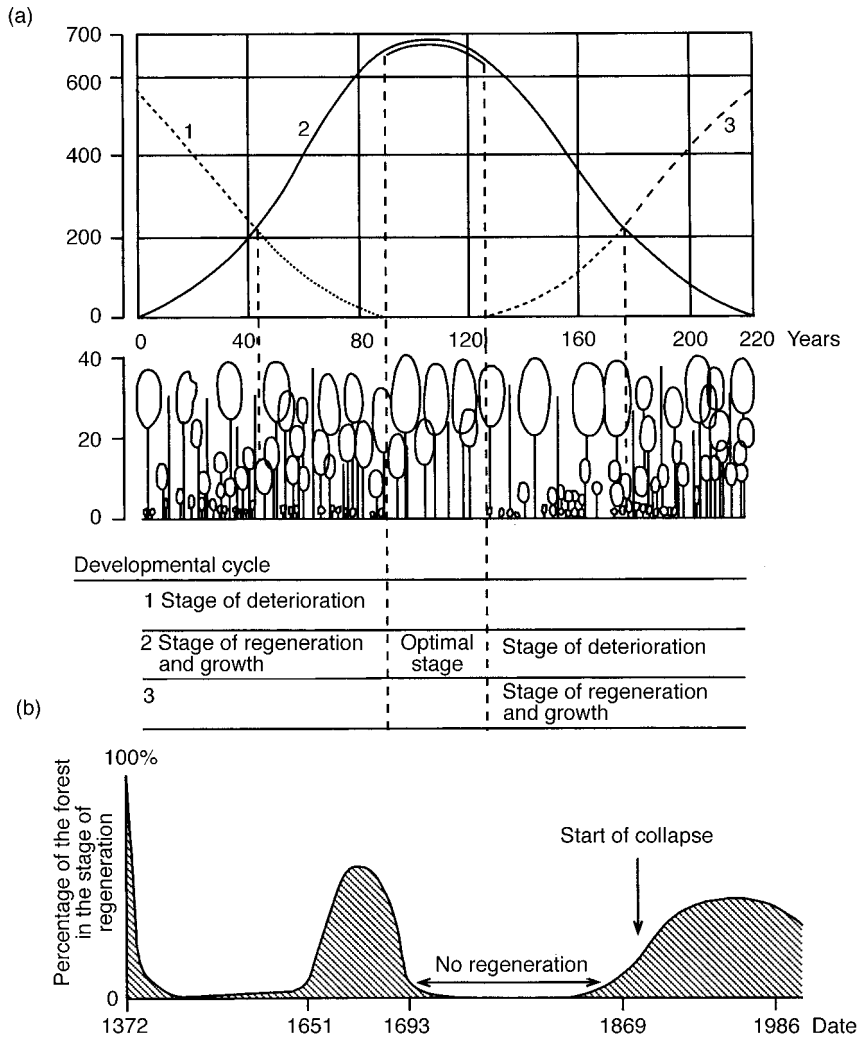 (a)
700
600
400
200
0
1
2
3
0 40 80 120 160 200 220 Years
40
20
0
Developmental cycle
1 Stage of deterioration
2 Stage of regeneration
and growth
Optimal
stage
Stage of deterioration
3
Stage of regeneration
and growth
(b)
100%
Percentage of the forest
in the stage of
regeneration
Start of collapse
No regeneration
0
1372 1651 1693 1869 1986 Date